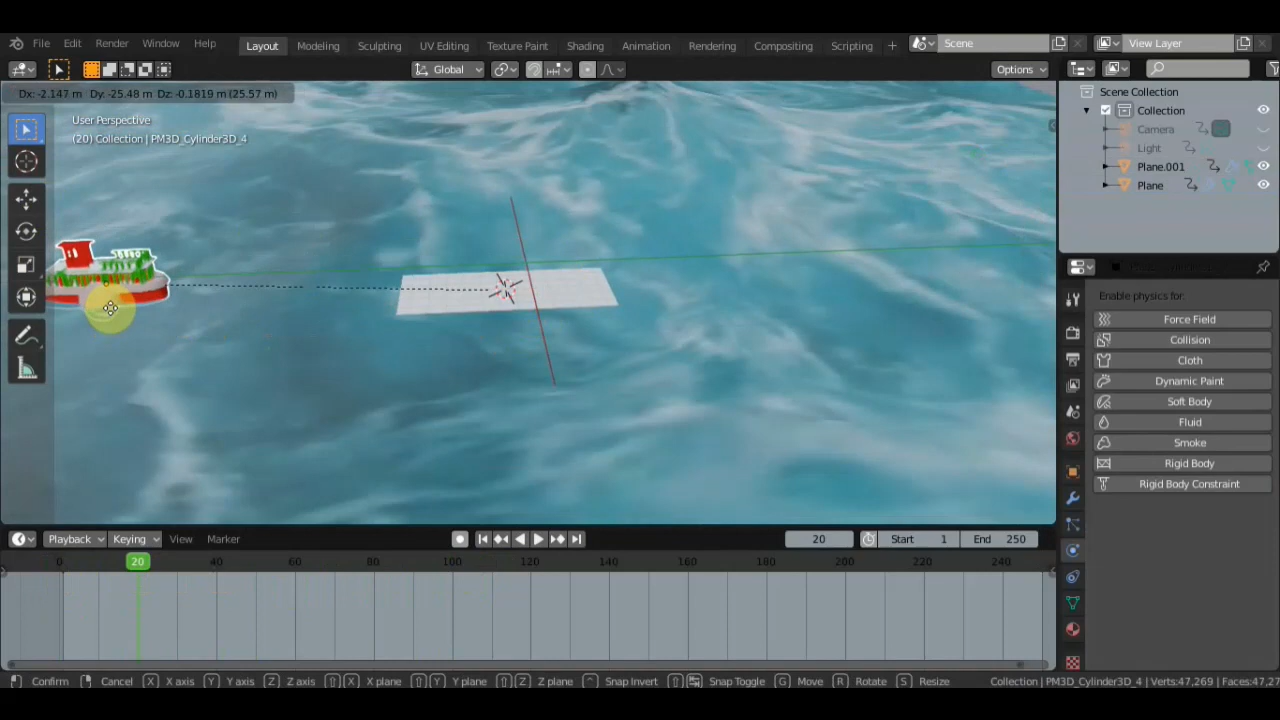 File Edit Render Window Help Layout Modeling Sculpting UV Editing Texture Paint Shading Animation Rendering Compositing Scripting + Scene View Layer
Global Options
Dx: -2.147 m Dy: -25.48 m Dz: -0.1819 m (25.57 m)
User Perspective
(20) Collection | PM3D_Cylinder3D_4
Scene Collection
Collection
Camera
Light
Plane.001
Plane
Enable physics for:
Force Field
Collision
Cloth
Dynamic Paint
Soft Body
Fluid
Smoke
Rigid Body
Rigid Body Constraint
Playback Keying View Marker 20 Start 1 End 250
0 20 40 60 80 100 120 140 160 180 200 220 240
Confirm Cancel X X axis Y Y axis Z Z axis X X plane Y Y plane Z Z plane Snap Invert Snap Toggle G Move R Rotate S Resize Collection | PM3D_Cylinder3D_4 | Verts:47,269 | Faces:47,27